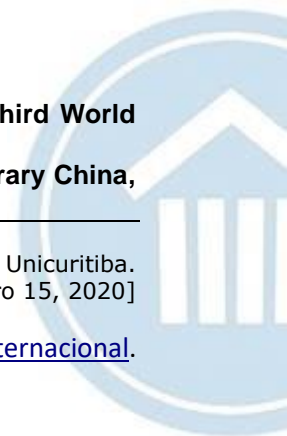 hird World
rary China,
Unicuritiba.
ro 15, 2020]
ternacional.